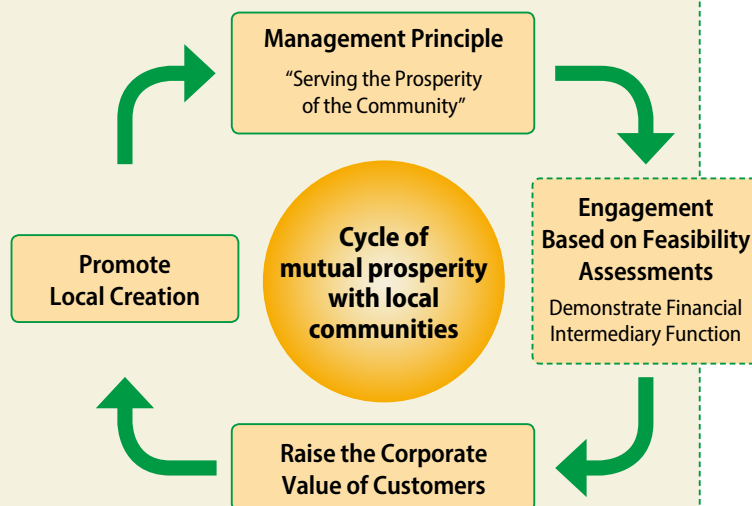 Management Principle
“Serving the Prosperity
of the Community”
Engagement
Based on Feasibility
Assessments
Demonstrate Financial
Intermediary Function
Raise the Corporate
Value of Customers
Promote
Local Creation
Cycle of
mutual prosperity
with local
communities